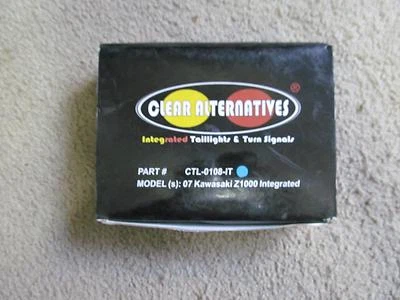 CLEAR ALTERNATIVES®
Integrated Taillights & Turn Signals
PART # CTL-0108-IT
MODEL (s): 07 Kawasaki Z1000 Integrated